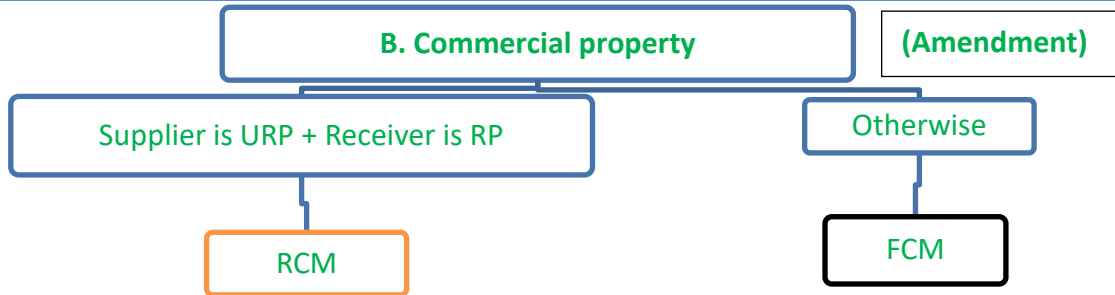 B. Commercial property
(Amendment)
Supplier is URP + Receiver is RP
Otherwise
RCM
FCM